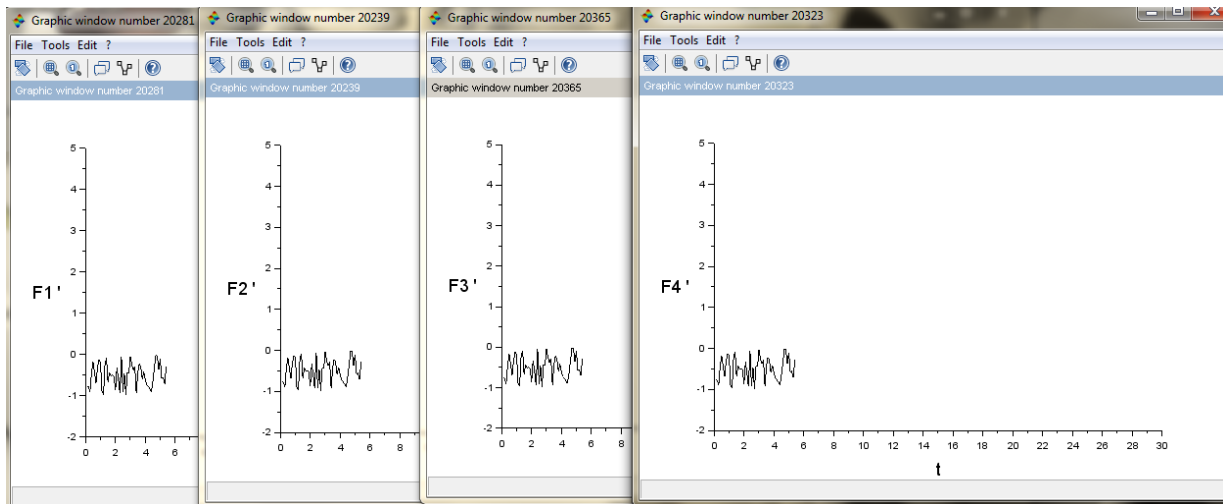 Graphic window number 20281
File Tools Edit ?
Graphic window number 20281
5
4
3
2
1
0
-1
-2
F1 '
0 2 4 6
Graphic window number 20239
File Tools Edit ?
Graphic window number 20239
5
4
3
2
1
0
-1
-2
F2 '
0 2 4 6 8
Graphic window number 20365
File Tools Edit ?
Graphic window number 20365
5
4
3
2
1
0
-1
-2
F3 '
0 2 4 6 8
Graphic window number 20323
File Tools Edit ?
Graphic window number 20323
5
4
3
2
1
0
-1
-2
F4 '
0 2 4 6 8 10 12 14 16 18 20 22 24 26 28 30
t